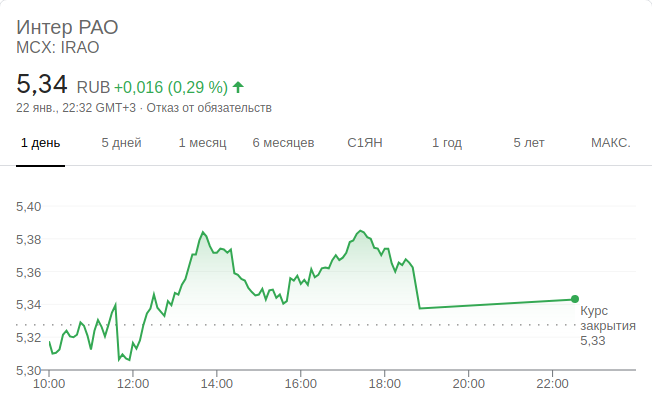 Интер РАО
MCX: IRAO
5,34 RUB +0,016 (0,29 %)
22 янв., 22:32 GMT+3 · Отказ от обязательств
1 день 5 дней 1 месяц 6 месяцев С1ЯН 1 год 5 лет МАКС.
5,40
5,38
5,36
5,34
5,32
5,30
Курс
закрытия
5,33
10:00 12:00 14:00 16:00 18:00 20:00 22:00